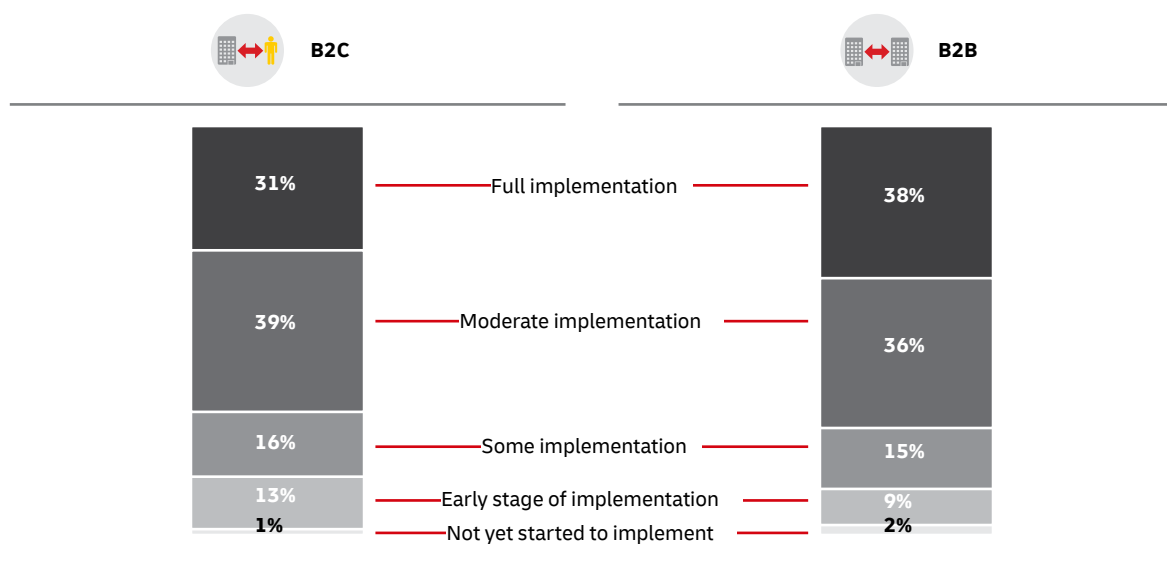 B2C
B2B
31%
Full implementation
38%
39%
Moderate implementation
36%
16%
Some implementation
15%
13%
Early stage of implementation
9%
1%
Not yet started to implement
2%